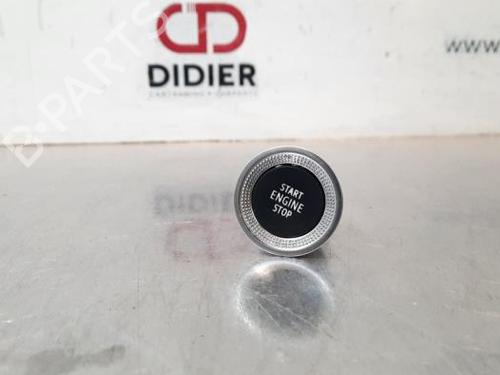 DIDIER
www.
START
ENGINE
STOP
B-PARTS